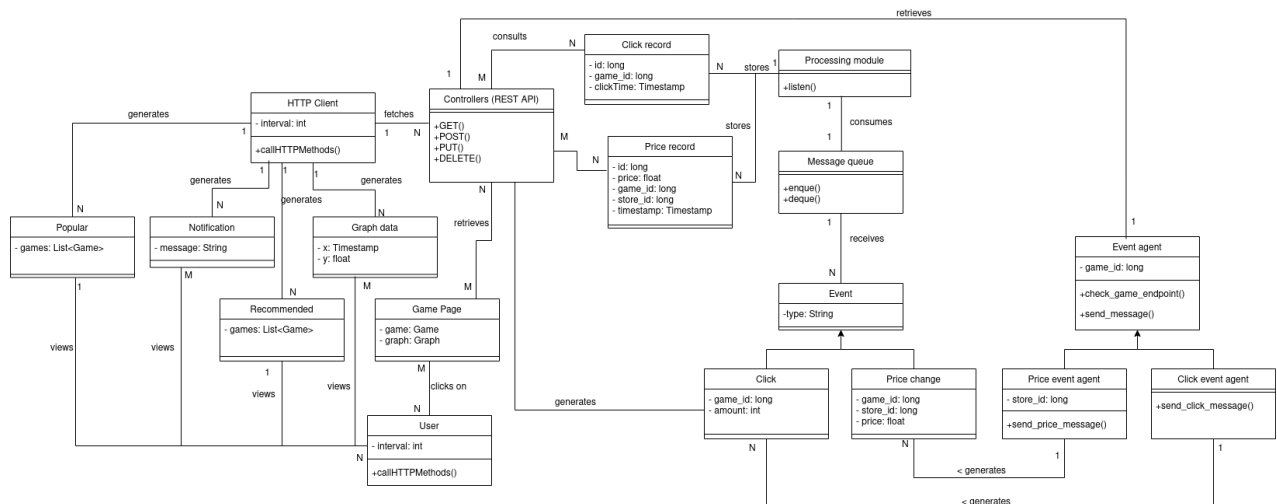 retrieves
consults
N
M
1
Click record
- id: long
- game_id: long
- clickTime: Timestamp
N
stores
1
Processing module
+listen()
1
consumes
1
HTTP Client
- interval: int
+callHTTPMethods()
generates
1
fetches
1
N
Controllers (REST API)
+GET()
+POST()
+PUT()
+DELETE()
M
N
Price record
- id: long
- price: float
- game_id: long
- store_id: long
- timestamp: Timestamp
stores
N
Message queue
+enque()
+deque()
1
receives
N
1
1
1
generates
generates
generates
N
N
N
N
N
retrieves
M
Popular
- games: List<Game>
1
Notification
- message: String
M
Graph data
- x: Timestamp
- y: float
M
1
Event agent
- game_id: long
+check_game_endpoint()
+send_message()
Event
-type: String
Recommended
- games: List<Game>
1
Game Page
- game: Game
- graph: Graph
M
views
views
views
views
clicks on
N
User
- interval: int
+callHTTPMethods()
N
generates
Click
- game_id: long
- amount: int
N
Price change
- game_id: long
- store_id: long
- price: float
N
Price event agent
- store_id: long
+send_price_message()
1
Click event agent
+send_click_message()
1
< generates
< generates